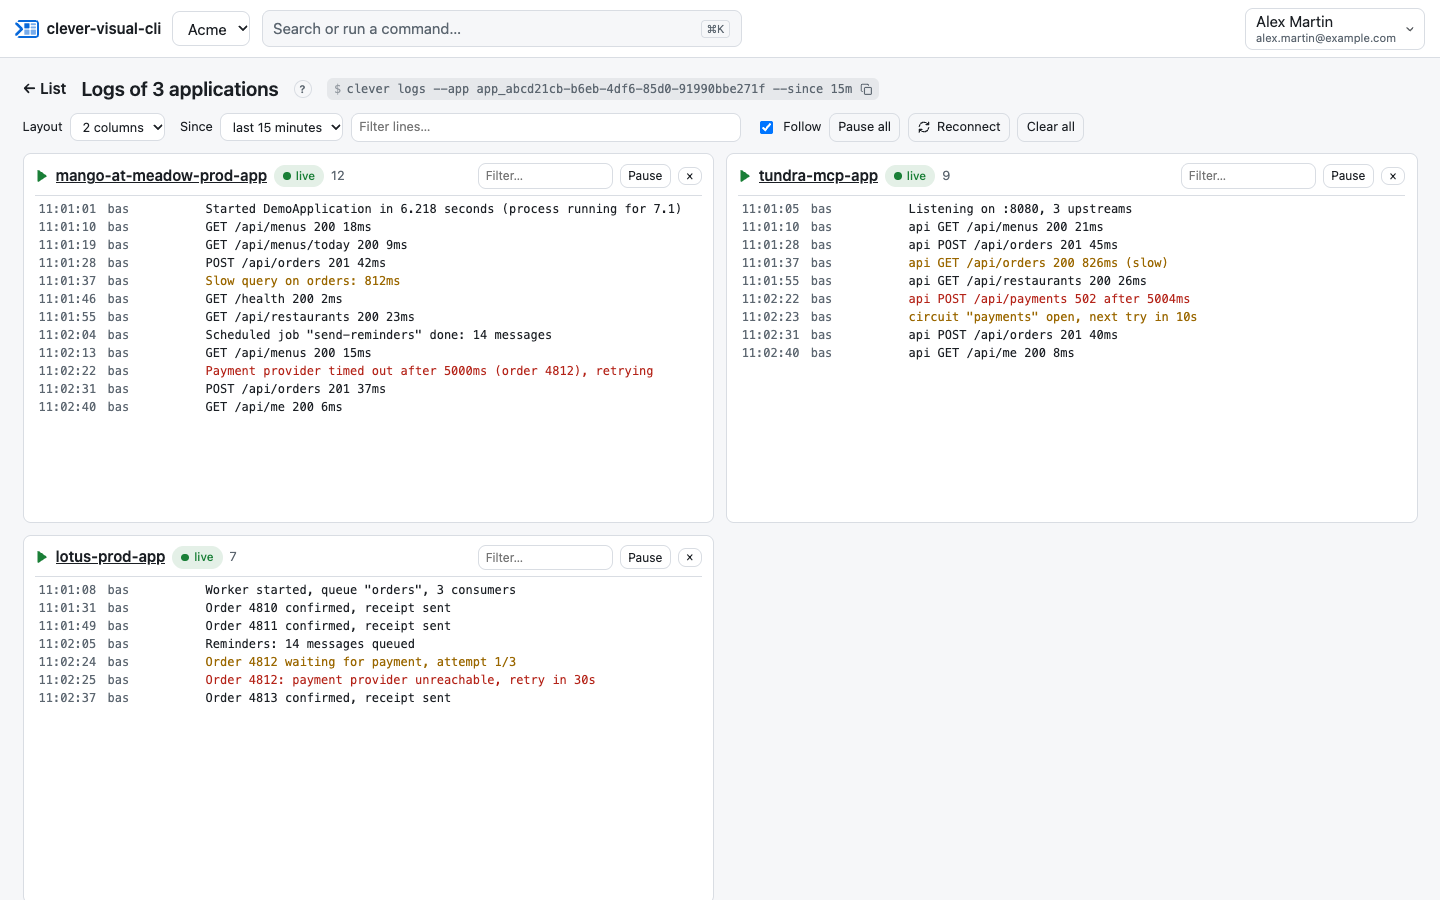 clever-visual-cli Acme Search or run a command... ⌘K Alex Martin
alex.martin@example.com
← List Logs of 3 applications ? $ clever logs --app app_abcd21cb-b6eb-4df6-85d0-91990bbe271f --since 15m
Layout 2 columns Since last 15 minutes Filter lines... Follow Pause all Reconnect Clear all
mango-at-meadow-prod-app live 12 Filter... Pause ×
11:01:01 bas Started DemoApplication in 6.218 seconds (process running for 7.1)
11:01:10 bas GET /api/menus 200 18ms
11:01:19 bas GET /api/menus/today 200 9ms
11:01:28 bas POST /api/orders 201 42ms
11:01:37 bas Slow query on orders: 812ms
11:01:46 bas GET /health 200 2ms
11:01:55 bas GET /api/restaurants 200 23ms
11:02:04 bas Scheduled job "send-reminders" done: 14 messages
11:02:13 bas GET /api/menus 200 15ms
11:02:22 bas Payment provider timed out after 5000ms (order 4812), retrying
11:02:31 bas POST /api/orders 201 37ms
11:02:40 bas GET /api/me 200 6ms
tundra-mcp-app live 9 Filter... Pause ×
11:01:05 bas Listening on :8080, 3 upstreams
11:01:10 bas api GET /api/menus 200 21ms
11:01:28 bas api POST /api/orders 201 45ms
11:01:37 bas api GET /api/orders 200 826ms (slow)
11:01:55 bas api GET /api/restaurants 200 26ms
11:02:22 bas api POST /api/payments 502 after 5004ms
11:02:23 bas circuit "payments" open, next try in 10s
11:02:31 bas api POST /api/orders 201 40ms
11:02:40 bas api GET /api/me 200 8ms
lotus-prod-app live 7 Filter... Pause ×
11:01:08 bas Worker started, queue "orders", 3 consumers
11:01:31 bas Order 4810 confirmed, receipt sent
11:01:49 bas Order 4811 confirmed, receipt sent
11:02:05 bas Reminders: 14 messages queued
11:02:24 bas Order 4812 waiting for payment, attempt 1/3
11:02:25 bas Order 4812: payment provider unreachable, retry in 30s
11:02:37 bas Order 4813 confirmed, receipt sent